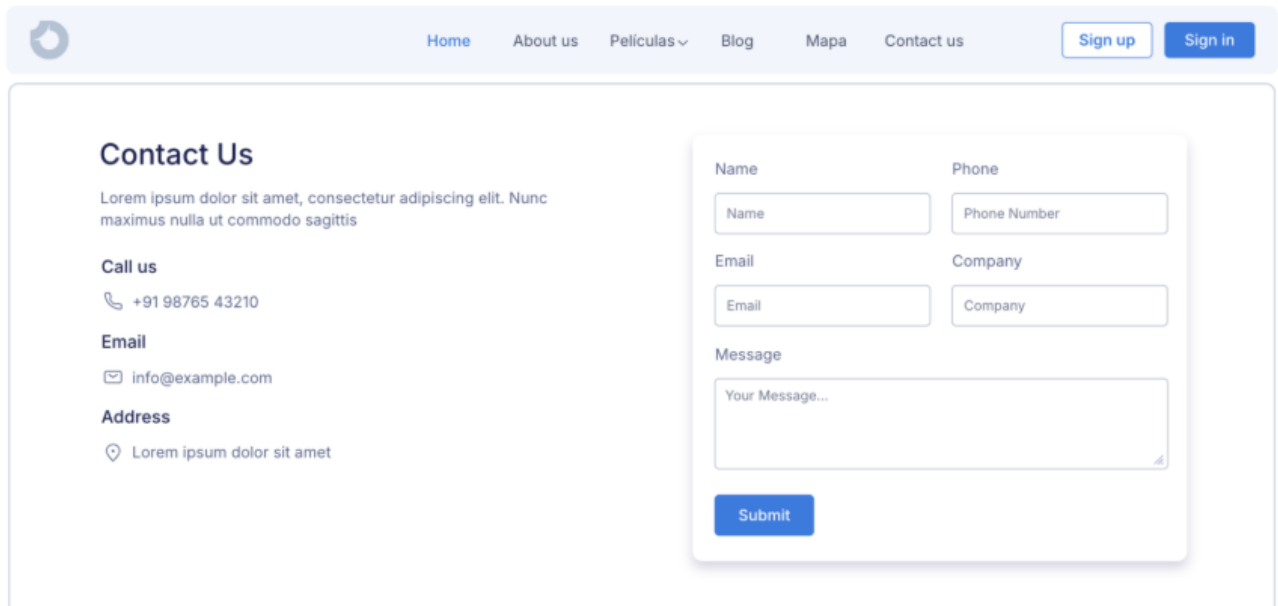 Home About us Películas Blog Mapa Contact us Sign up Sign in
Contact Us
Lorem ipsum dolor sit amet, consectetur adipiscing elit. Nunc
maximus nulla ut commodo sagittis
Call us
+91 98765 43210
Email
info@example.com
Address
Lorem ipsum dolor sit amet
Name Phone
Name Phone Number
Email Company
Email Company
Message
Your Message...
Submit